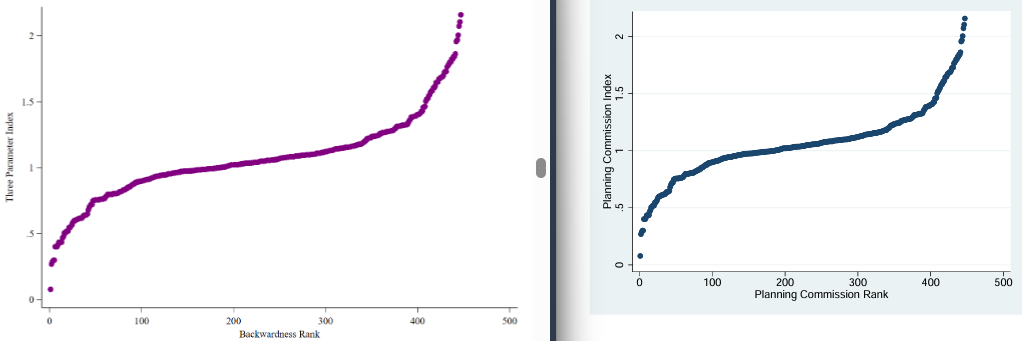 2
1.5
1
.5
0
Three Parameter Index
0 100 200 300 400 500
Backwardness Rank
2
1.5
1
.5
0
Planning Commission Index
0 100 200 300 400 500
Planning Commission Rank